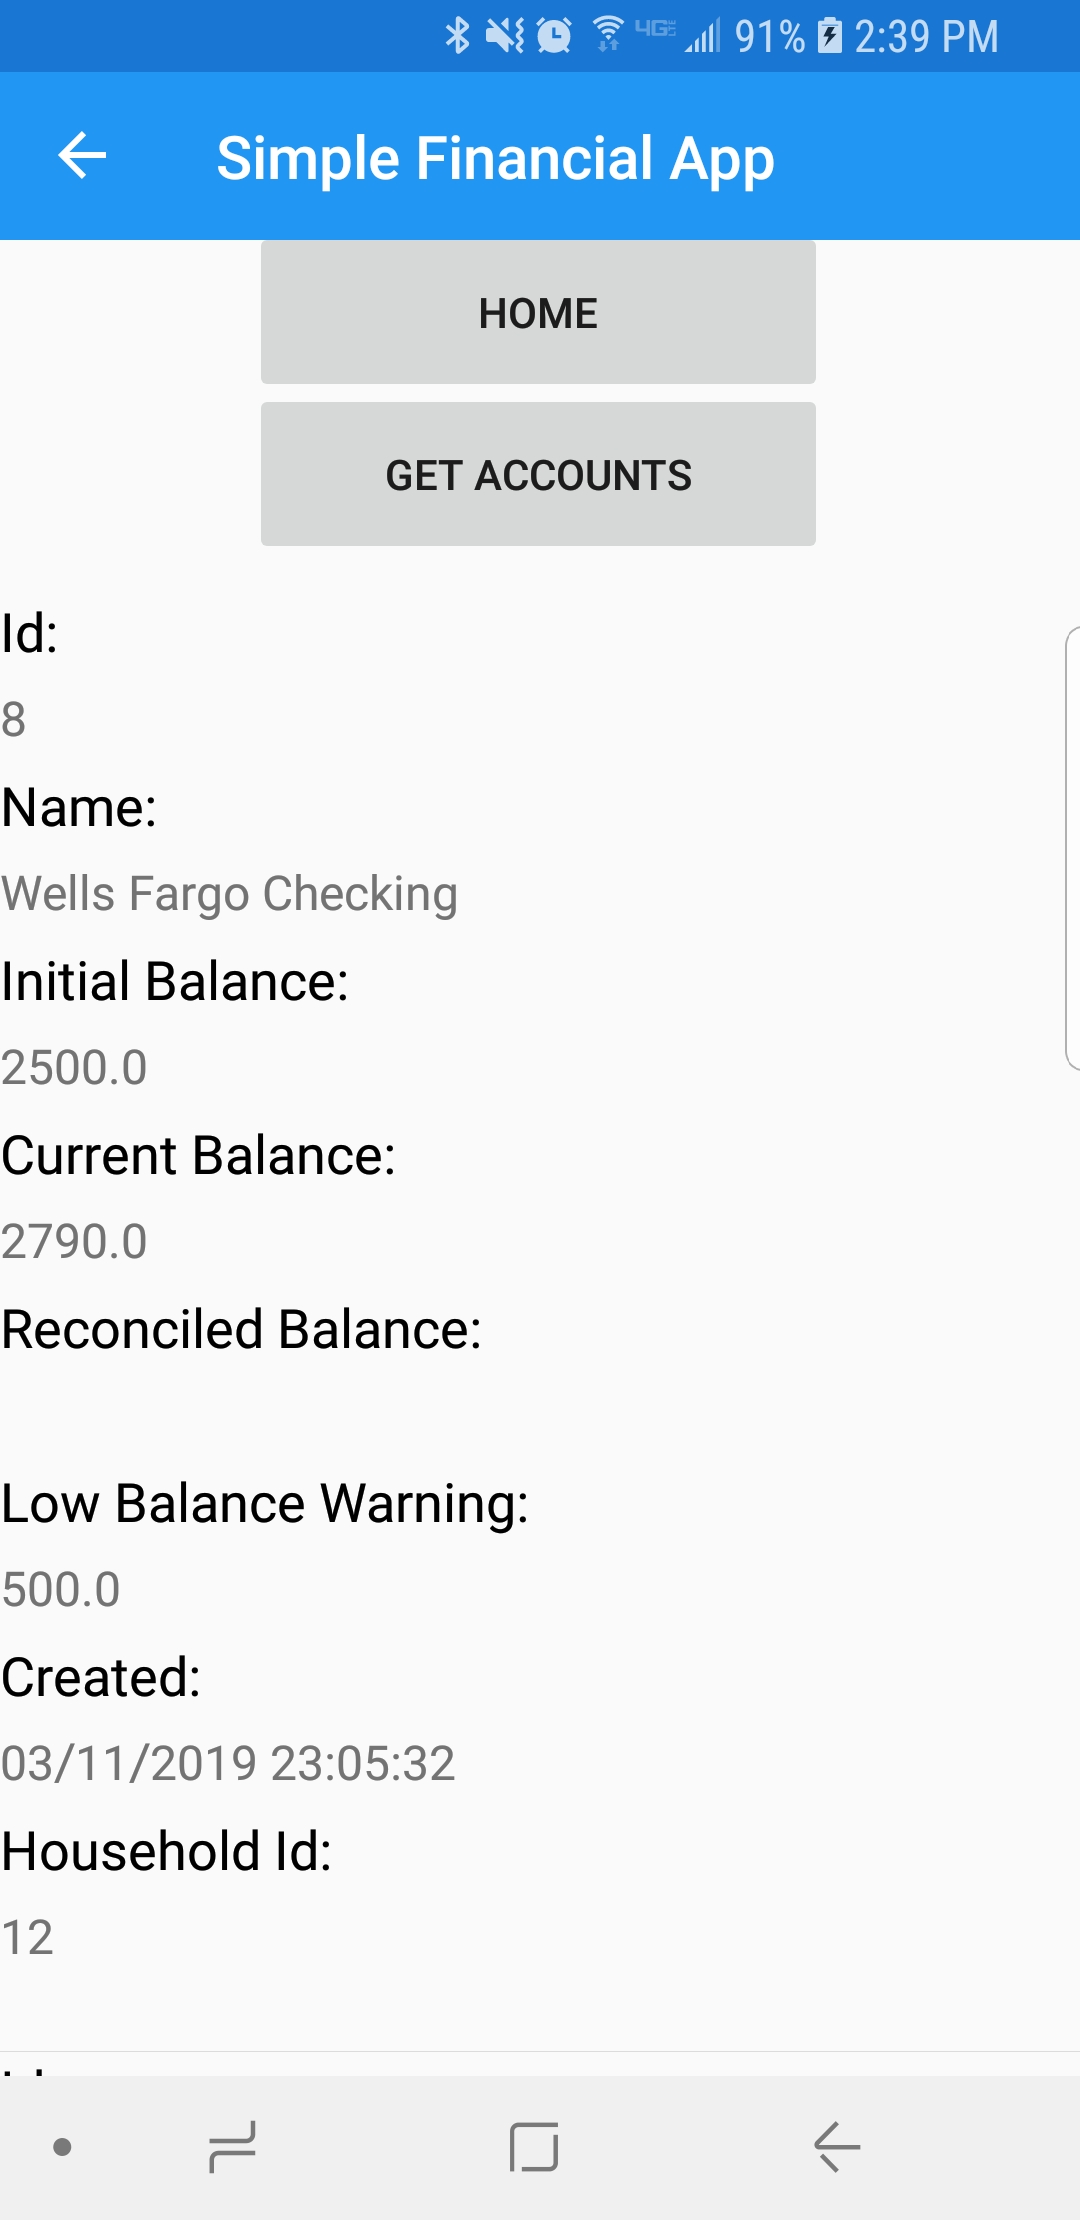 4GE 91% 2:39 PM
Simple Financial App
HOME
GET ACCOUNTS
Id:
8
Name:
Wells Fargo Checking
Initial Balance:
2500.0
Current Balance:
2790.0
Reconciled Balance:
Low Balance Warning:
500.0
Created:
03/11/2019 23:05:32
Household Id:
12